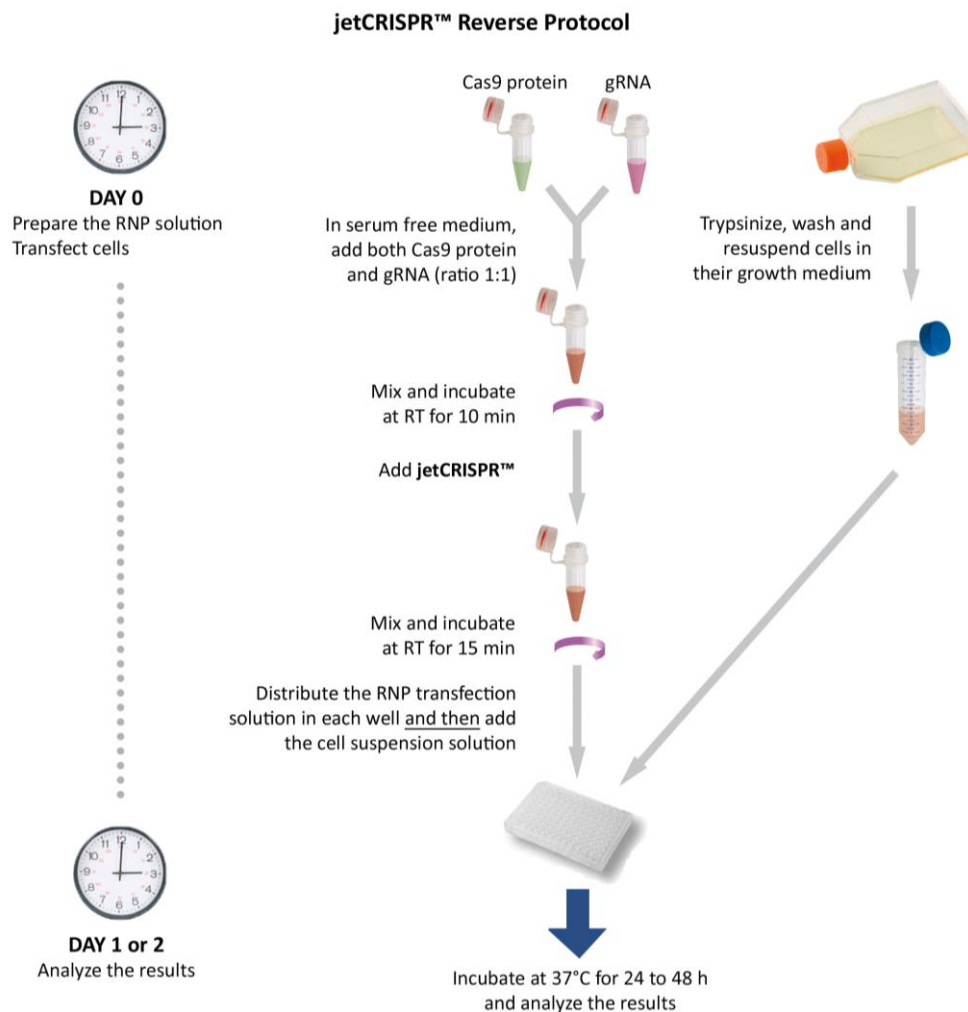 jetCRISPR™ Reverse Protocol
Cas9 protein
gRNA
DAY 0
Prepare the RNP solution
Transfect cells
In serum free medium,
add both Cas9 protein
and gRNA (ratio 1:1)
Trypsinize, wash and
resuspend cells in
their growth medium
Mix and incubate
at RT for 10 min
Add jetCRISPR™
Mix and incubate
at RT for 15 min
Distribute the RNP transfection
solution in each well and then add
the cell suspension solution
DAY 1 or 2
Analyze the results
Incubate at 37°C for 24 to 48 h
and analyze the results